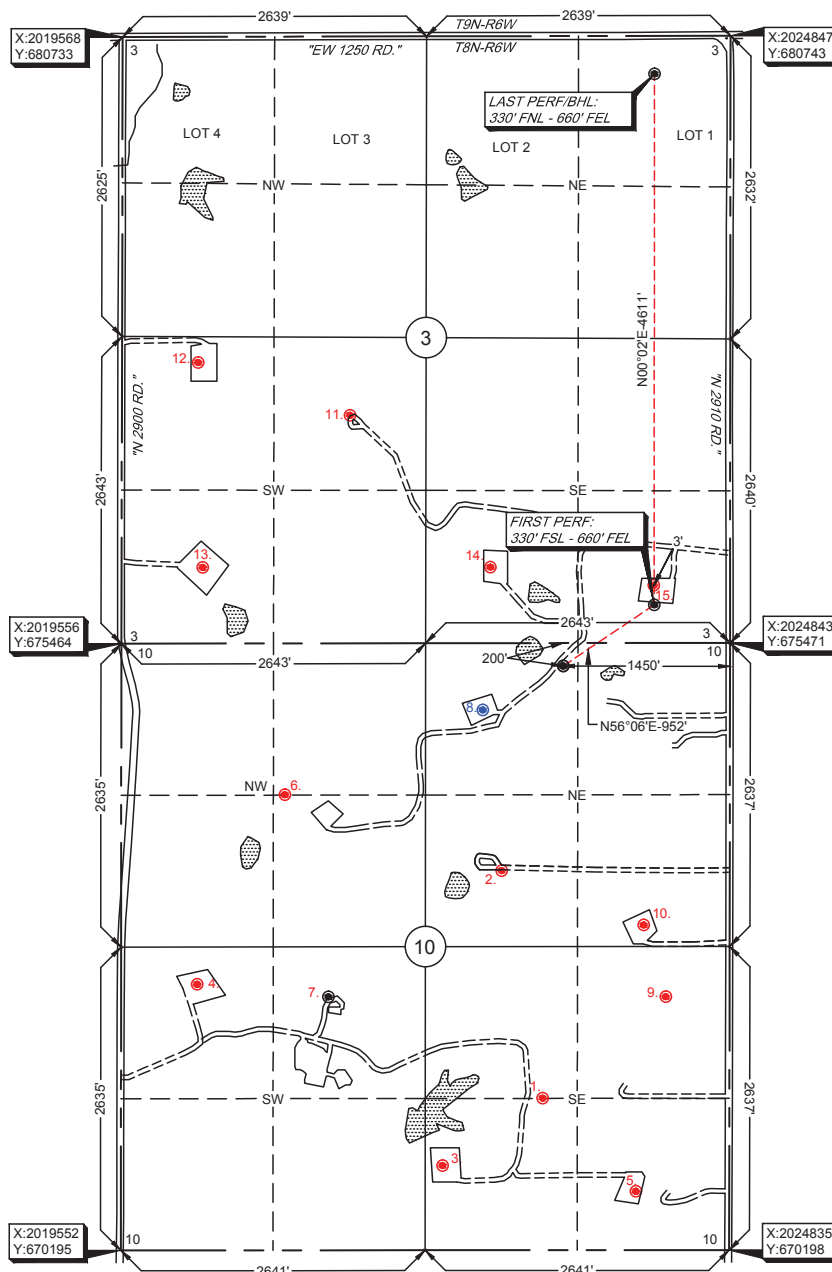 2639'
T9N-R6W
2639'
X:2019568
Y:680733
3
"EW 1250 RD."
T8N-R6W
3
X:2024847
Y:680743
LAST PERF/BHL:
330' FNL - 660' FEL
LOT 4
LOT 3
LOT 2
LOT 1
2625'
NW
NE
2632'
3
N00°02'E-4611'
12.
"N 2900 RD."
"N 2910 RD."
11.
2643'
SW
SE
2640'
FIRST PERF:
330' FSL - 660' FEL
3'
13.
14.
15.
X:2019556
Y:675464
3
10
2643'
2643'
3
10
X:2024843
Y:675471
200'
1450'
8.
N56°06'E-952'
2635'
NW
6.
NE
2637'
2.
10.
10
4.
7.
9.
2635'
SW
1.
SE
2637'
3
5.
X:2019552
Y:670195
10
10
X:2024835
Y:670198
2641'
2641'